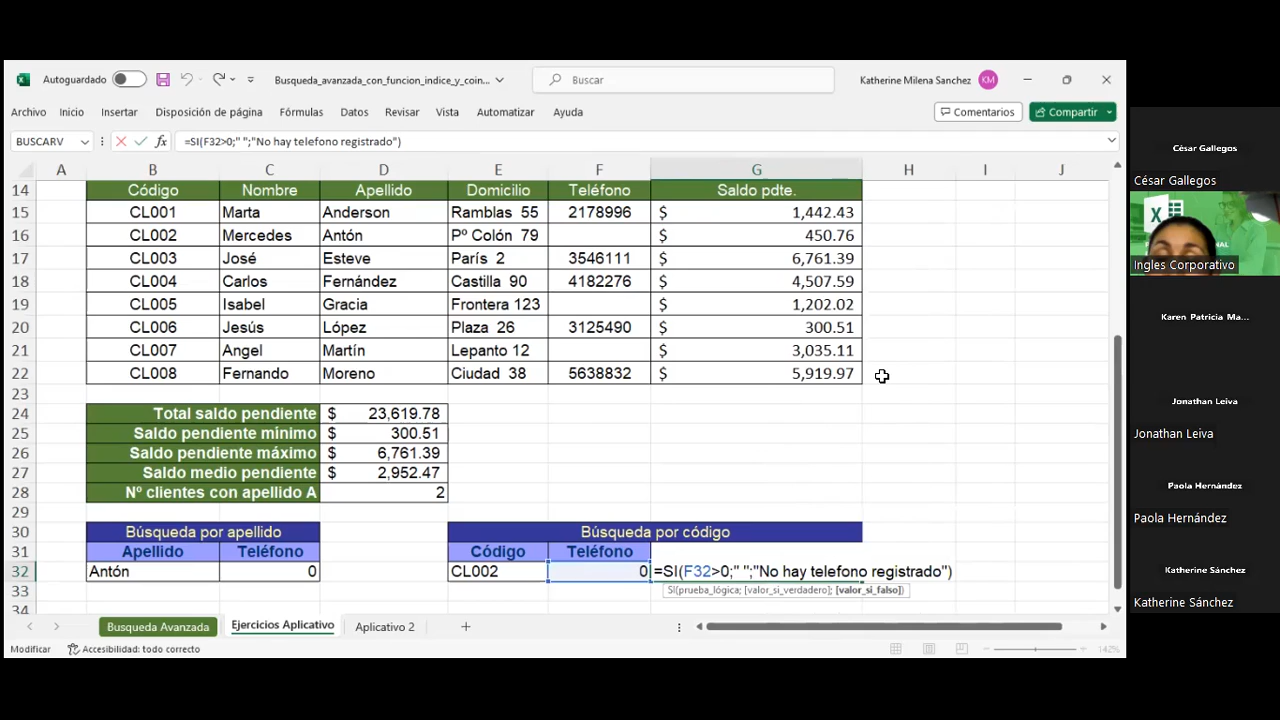 Autoguardado
Busqueda_avanzada_con_funcion_indice_y_coin...
Buscar
Katherine Milena Sanchez KM
Archivo Inicio Insertar Disposición de página Fórmulas Datos Revisar Vista Automatizar Ayuda
Comentarios Compartir
BUSCARV fx =SI(F32>0;" ";"No hay telefono registrado")
A B C D E F G H I J
14 Código Nombre Apellido Domicilio Teléfono Saldo pdte.
15 CL001 Marta Anderson Ramblas 55 2178996 $ 1,442.43
16 CL002 Mercedes Antón Pº Colón 79 $ 450.76
17 CL003 José Esteve París 2 3546111 $ 6,761.39
18 CL004 Carlos Fernández Castilla 90 4182276 $ 4,507.59
19 CL005 Isabel Gracia Frontera 123 $ 1,202.02
20 CL006 Jesús López Plaza 26 3125490 $ 300.51
21 CL007 Angel Martín Lepanto 12 $ 3,035.11
22 CL008 Fernando Moreno Ciudad 38 5638832 $ 5,919.97
23
24 Total saldo pendiente $ 23,619.78
25 Saldo pendiente mínimo $ 300.51
26 Saldo pendiente máximo $ 6,761.39
27 Saldo medio pendiente $ 2,952.47
28 Nº clientes con apellido A 2
29
30 Búsqueda por apellido Búsqueda por código
31 Apellido Teléfono Código Teléfono
32 Antón 0 CL002 0 =SI(F32>0;" ";"No hay telefono registrado")
33 SI(prueba_lógica; [valor_si_verdadero]; [valor_si_falso])
34
Busqueda Avanzada Ejercicios Aplicativo Aplicativo 2
Modificar Accesibilidad: todo correcto 142%
César Gallegos
César Gallegos
Ingles Corporativo
Karen Patricia Ma...
Jonathan Leiva
Jonathan Leiva
Paola Hernández
Paola Hernández
Katherine Sánchez
Katherine Sánchez